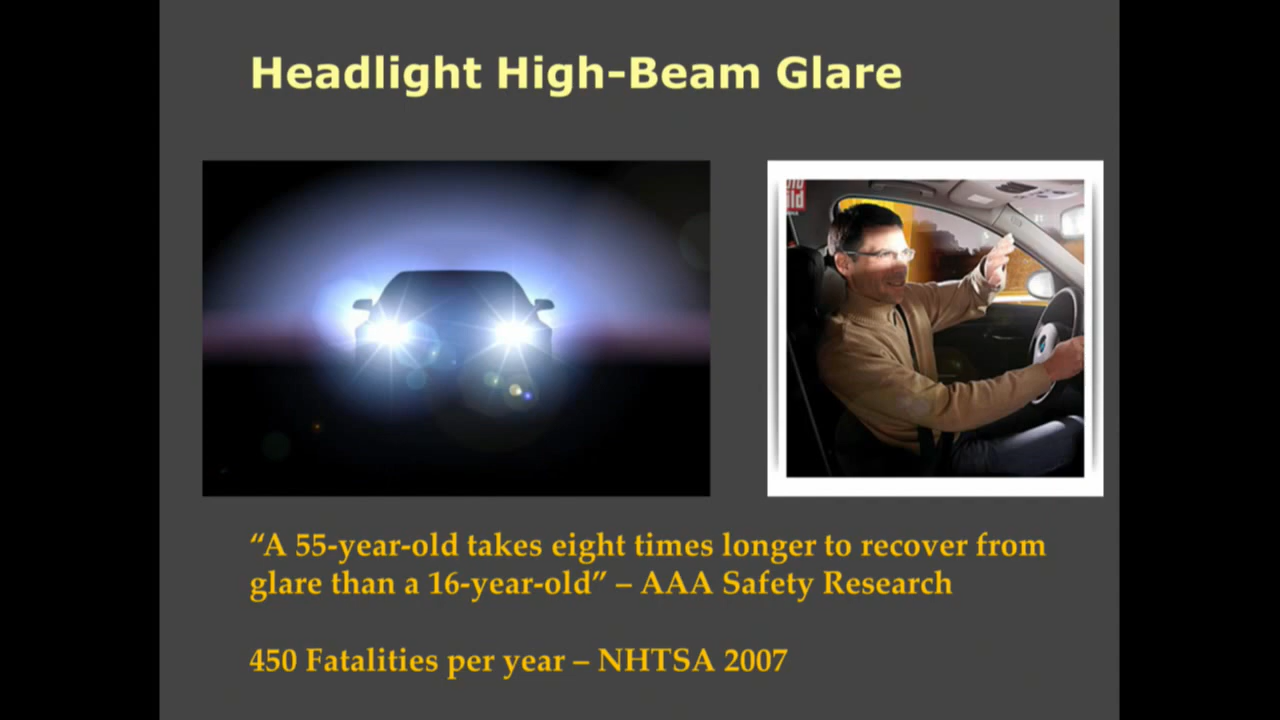 Headlight High-Beam Glare
ild
“A 55-year-old takes eight times longer to recover from
glare than a 16-year-old” – AAA Safety Research
450 Fatalities per year – NHTSA 2007